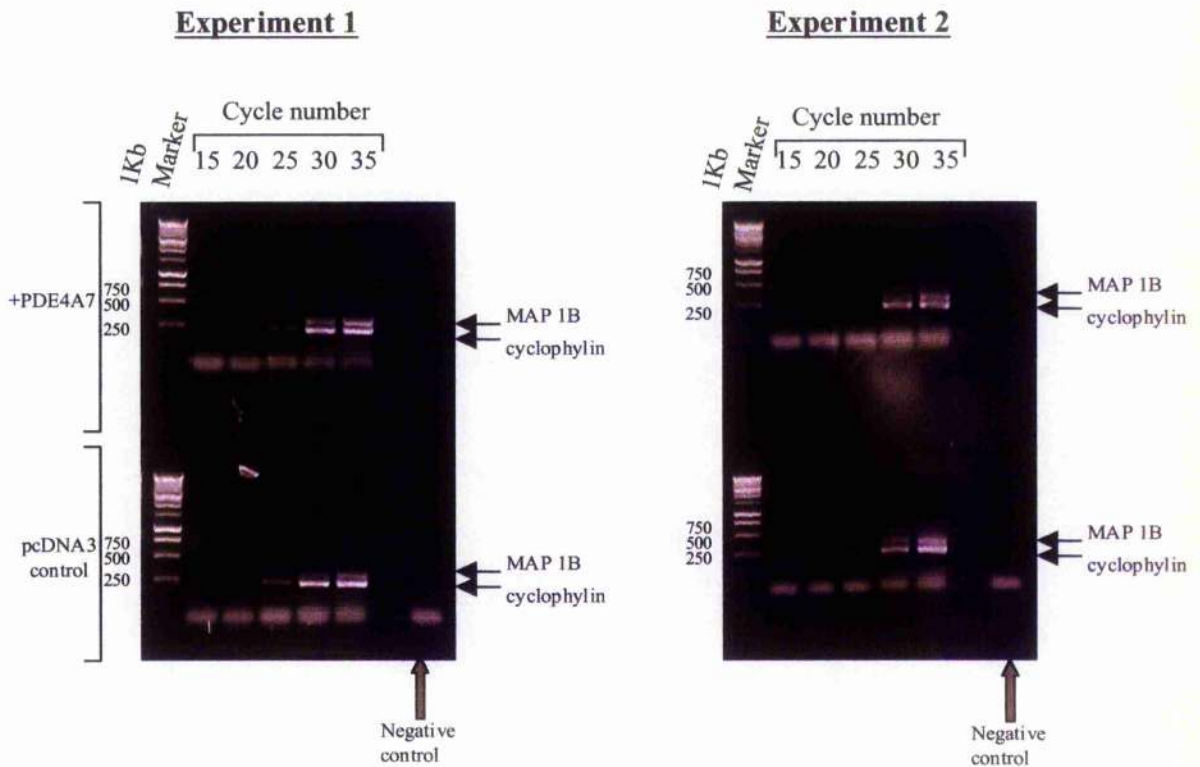 Experiment 1
Cycle number
1Kb
Marker
15 20 25 30 35
+PDE4A7
750
500
250
MAP 1B
cyclophylin
pcDNA3
control
750
500
250
MAP 1B
cyclophylin
Negative
control
Experiment 2
Cycle number
1Kb
Marker
15 20 25 30 35
750
500
250
MAP 1B
cyclophylin
750
500
250
MAP 1B
cyclophylin
Negative
control